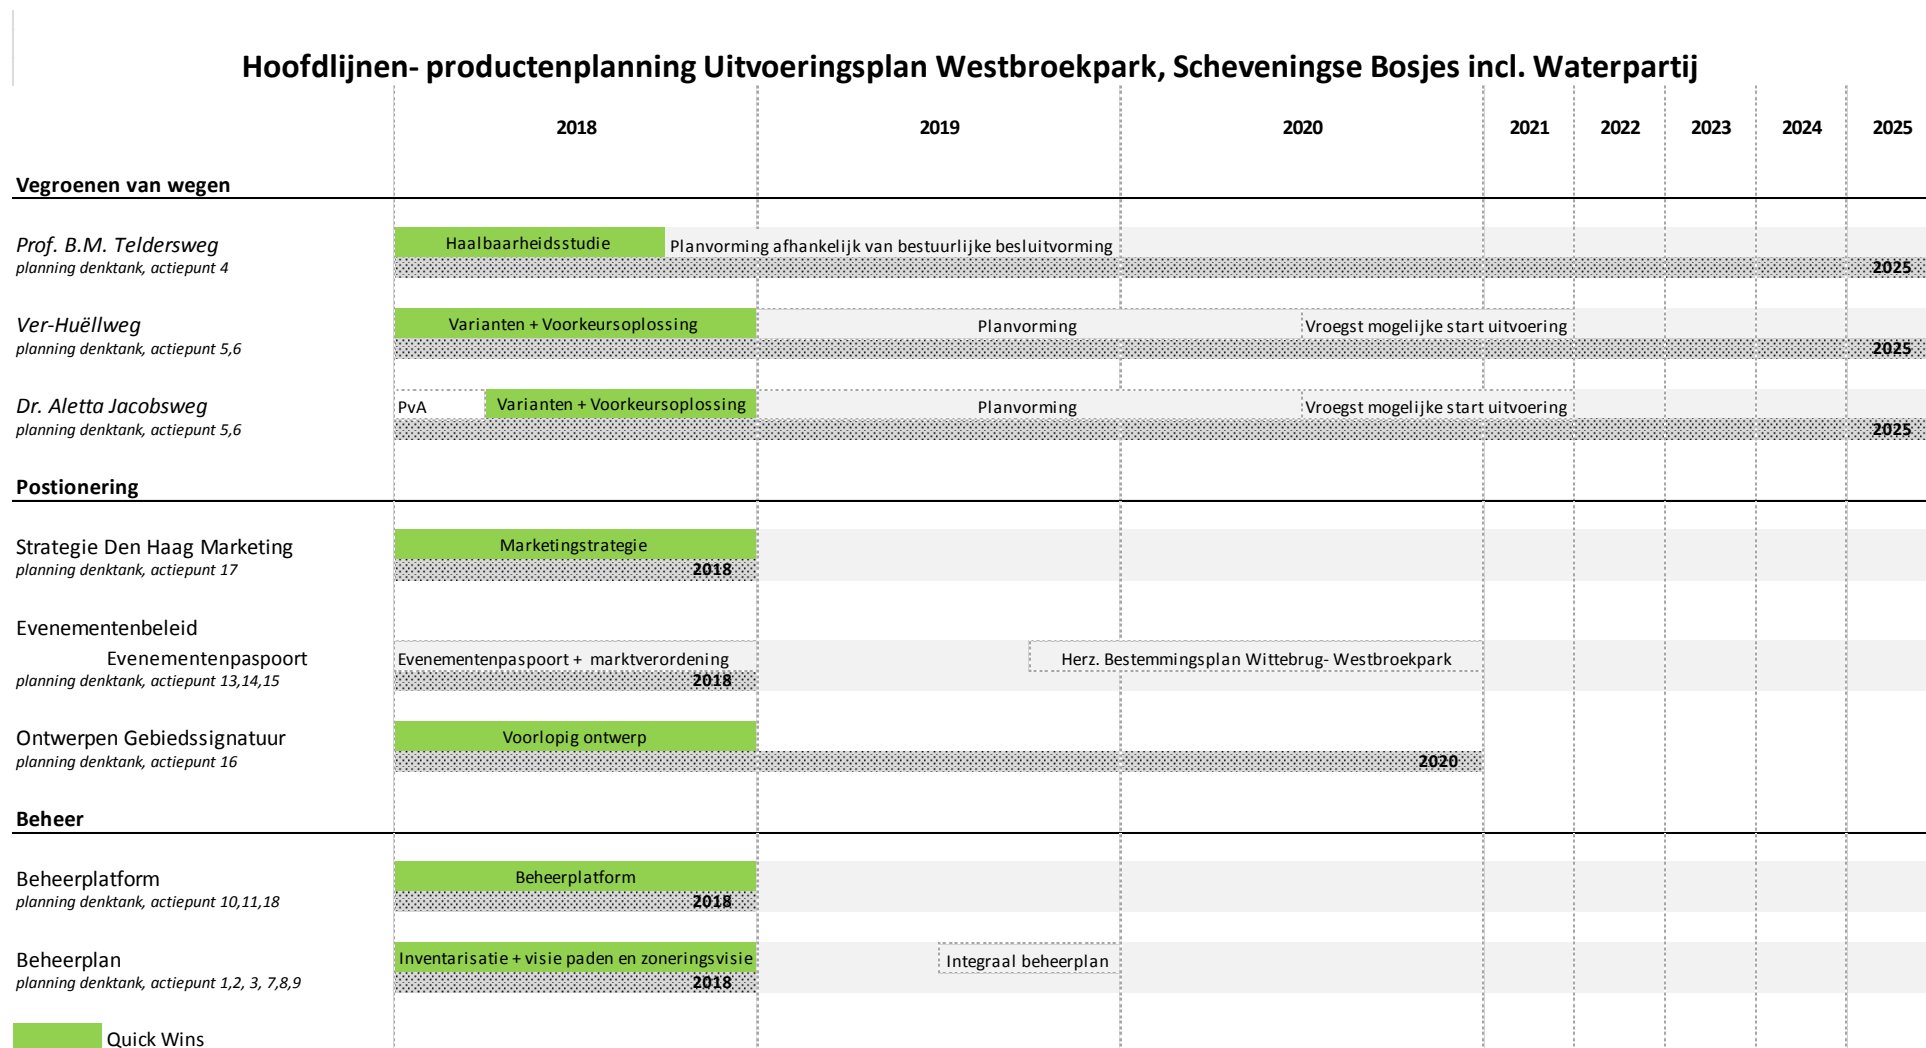 Hoofdlijnen- productenplanning Uitvoeringsplan Westbroekpark, Scheveningse Bosjes incl. Waterpartij
2018 2019 2020 2021 2022 2023 2024 2025
Vegroenen van wegen
Prof. B.M. Teldersweg Haalbaarheidsstudie Planvorming afhankelijk van bestuurlijke besluitvorming
planning denktank, actiepunt 4 2025
Ver-Huëllweg Varianten + Voorkeursoplossing Planvorming Vroegst mogelijke start uitvoering
planning denktank, actiepunt 5,6 2025
Dr. Aletta Jacobsweg PvA Varianten + Voorkeursoplossing Planvorming Vroegst mogelijke start uitvoering
planning denktank, actiepunt 5,6 2025
Postionering
Strategie Den Haag Marketing Marketingstrategie
planning denktank, actiepunt 17 2018
Evenementenbeleid
Evenementenpaspoort Evenementenpaspoort + marktverordening Herz. Bestemmingsplan Wittebrug- Westbroekpark
planning denktank, actiepunt 13,14,15 2018
Ontwerpen Gebiedssignatuur Voorlopig ontwerp
planning denktank, actiepunt 16 2020
Beheer
Beheerplatform Beheerplatform
planning denktank, actiepunt 10,11,18 2018
Beheerplan Inventarisatie + visie paden en zoneringsvisie Integraal beheerplan
planning denktank, actiepunt 1,2, 3, 7,8,9 2018
Quick Wins